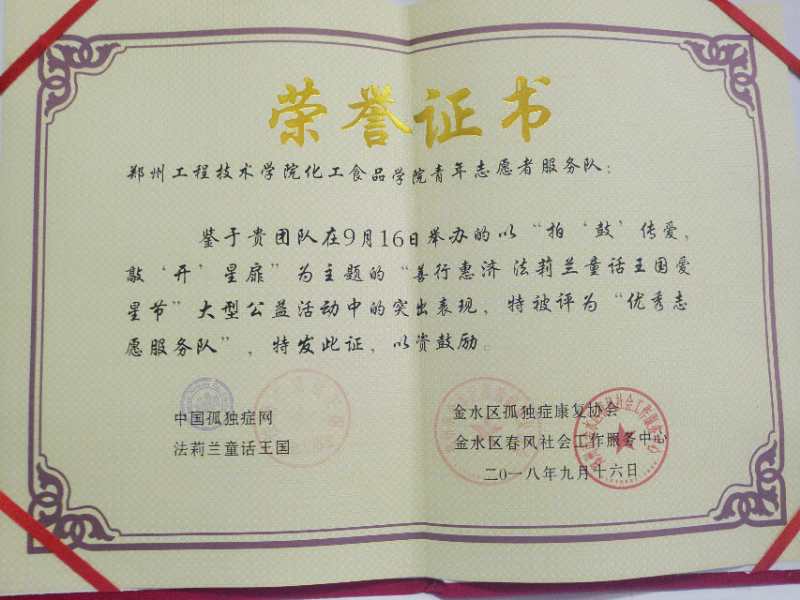 荣誉证书
郑州工程技术学院化工食品学院青年志愿者服务队：
鉴于贵团队在9月16日举办的以“拍‘鼓’传爱，
敲‘开’星扉”为主题的“善行惠济 法莉兰童话王国爱
星节”大型公益活动中的突出表现，特被评为“优秀志
愿服务队”，特发此证，以资鼓励。
中国孤独症网
法莉兰童话王国
金水区孤独症康复协会
金水区春风社会工作服务中心
二〇一八年九月十六日